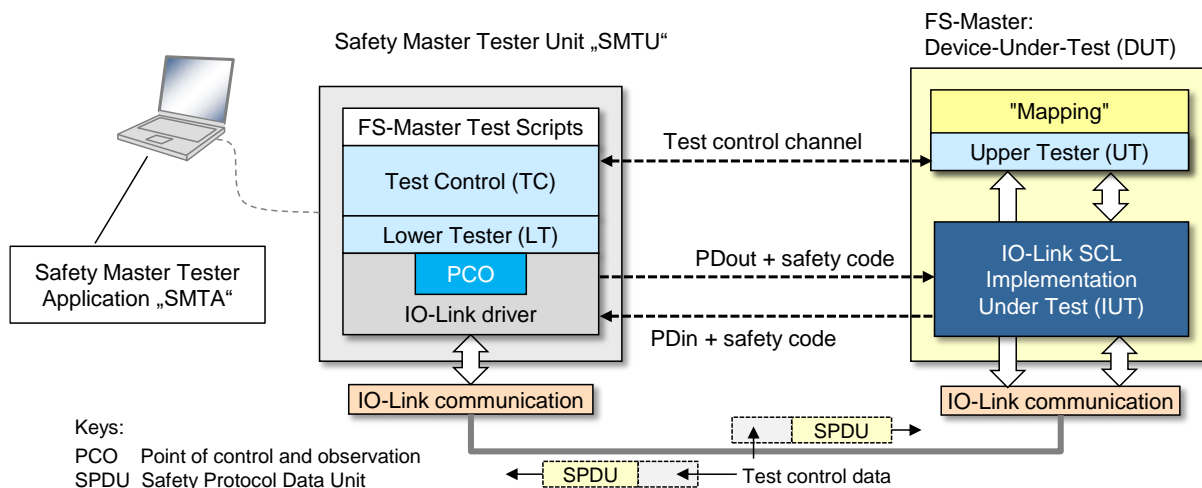 Safety Master Tester Unit „SMTU“
FS-Master:
Device-Under-Test (DUT)
FS-Master Test Scripts
Test Control (TC)
Lower Tester (LT)
PCO
IO-Link driver
Test control channel
"Mapping"
Upper Tester (UT)
PDout + safety code
PDin + safety code
IO-Link SCL
Implementation
Under Test (IUT)
Safety Master Tester
Application „SMTA“
IO-Link communication
IO-Link communication
SPDU
SPDU
Test control data
Keys:
PCO Point of control and observation
SPDU Safety Protocol Data Unit